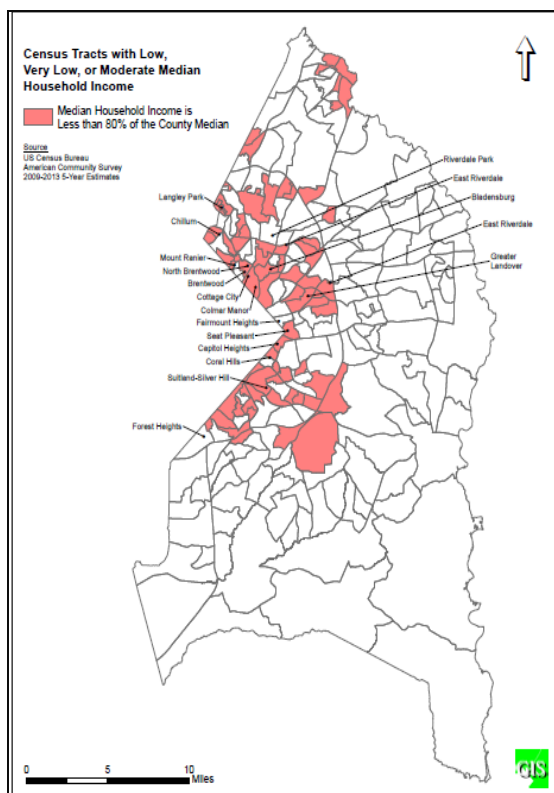 Census Tracts with Low,
Very Low, or Moderate Median
Household Income
Median Household Income is
Less than 80% of the County Median
Source
US Census Bureau
American Community Survey
2009-2013 5-Year Estimates
Riverdale Park
East Riverdale
Bladensburg
East Riverdale
Greater
Landover
Langley Park
Chillum
Mount Ranier
North Brentwood
Brentwood
Cottage City
Colmer Manor
Fairmount Heights
Seat Pleasant
Capitol Heights
Coral Hills
Suitland-Silver Hill
Forest Heights
0 5 10
Miles
GIS